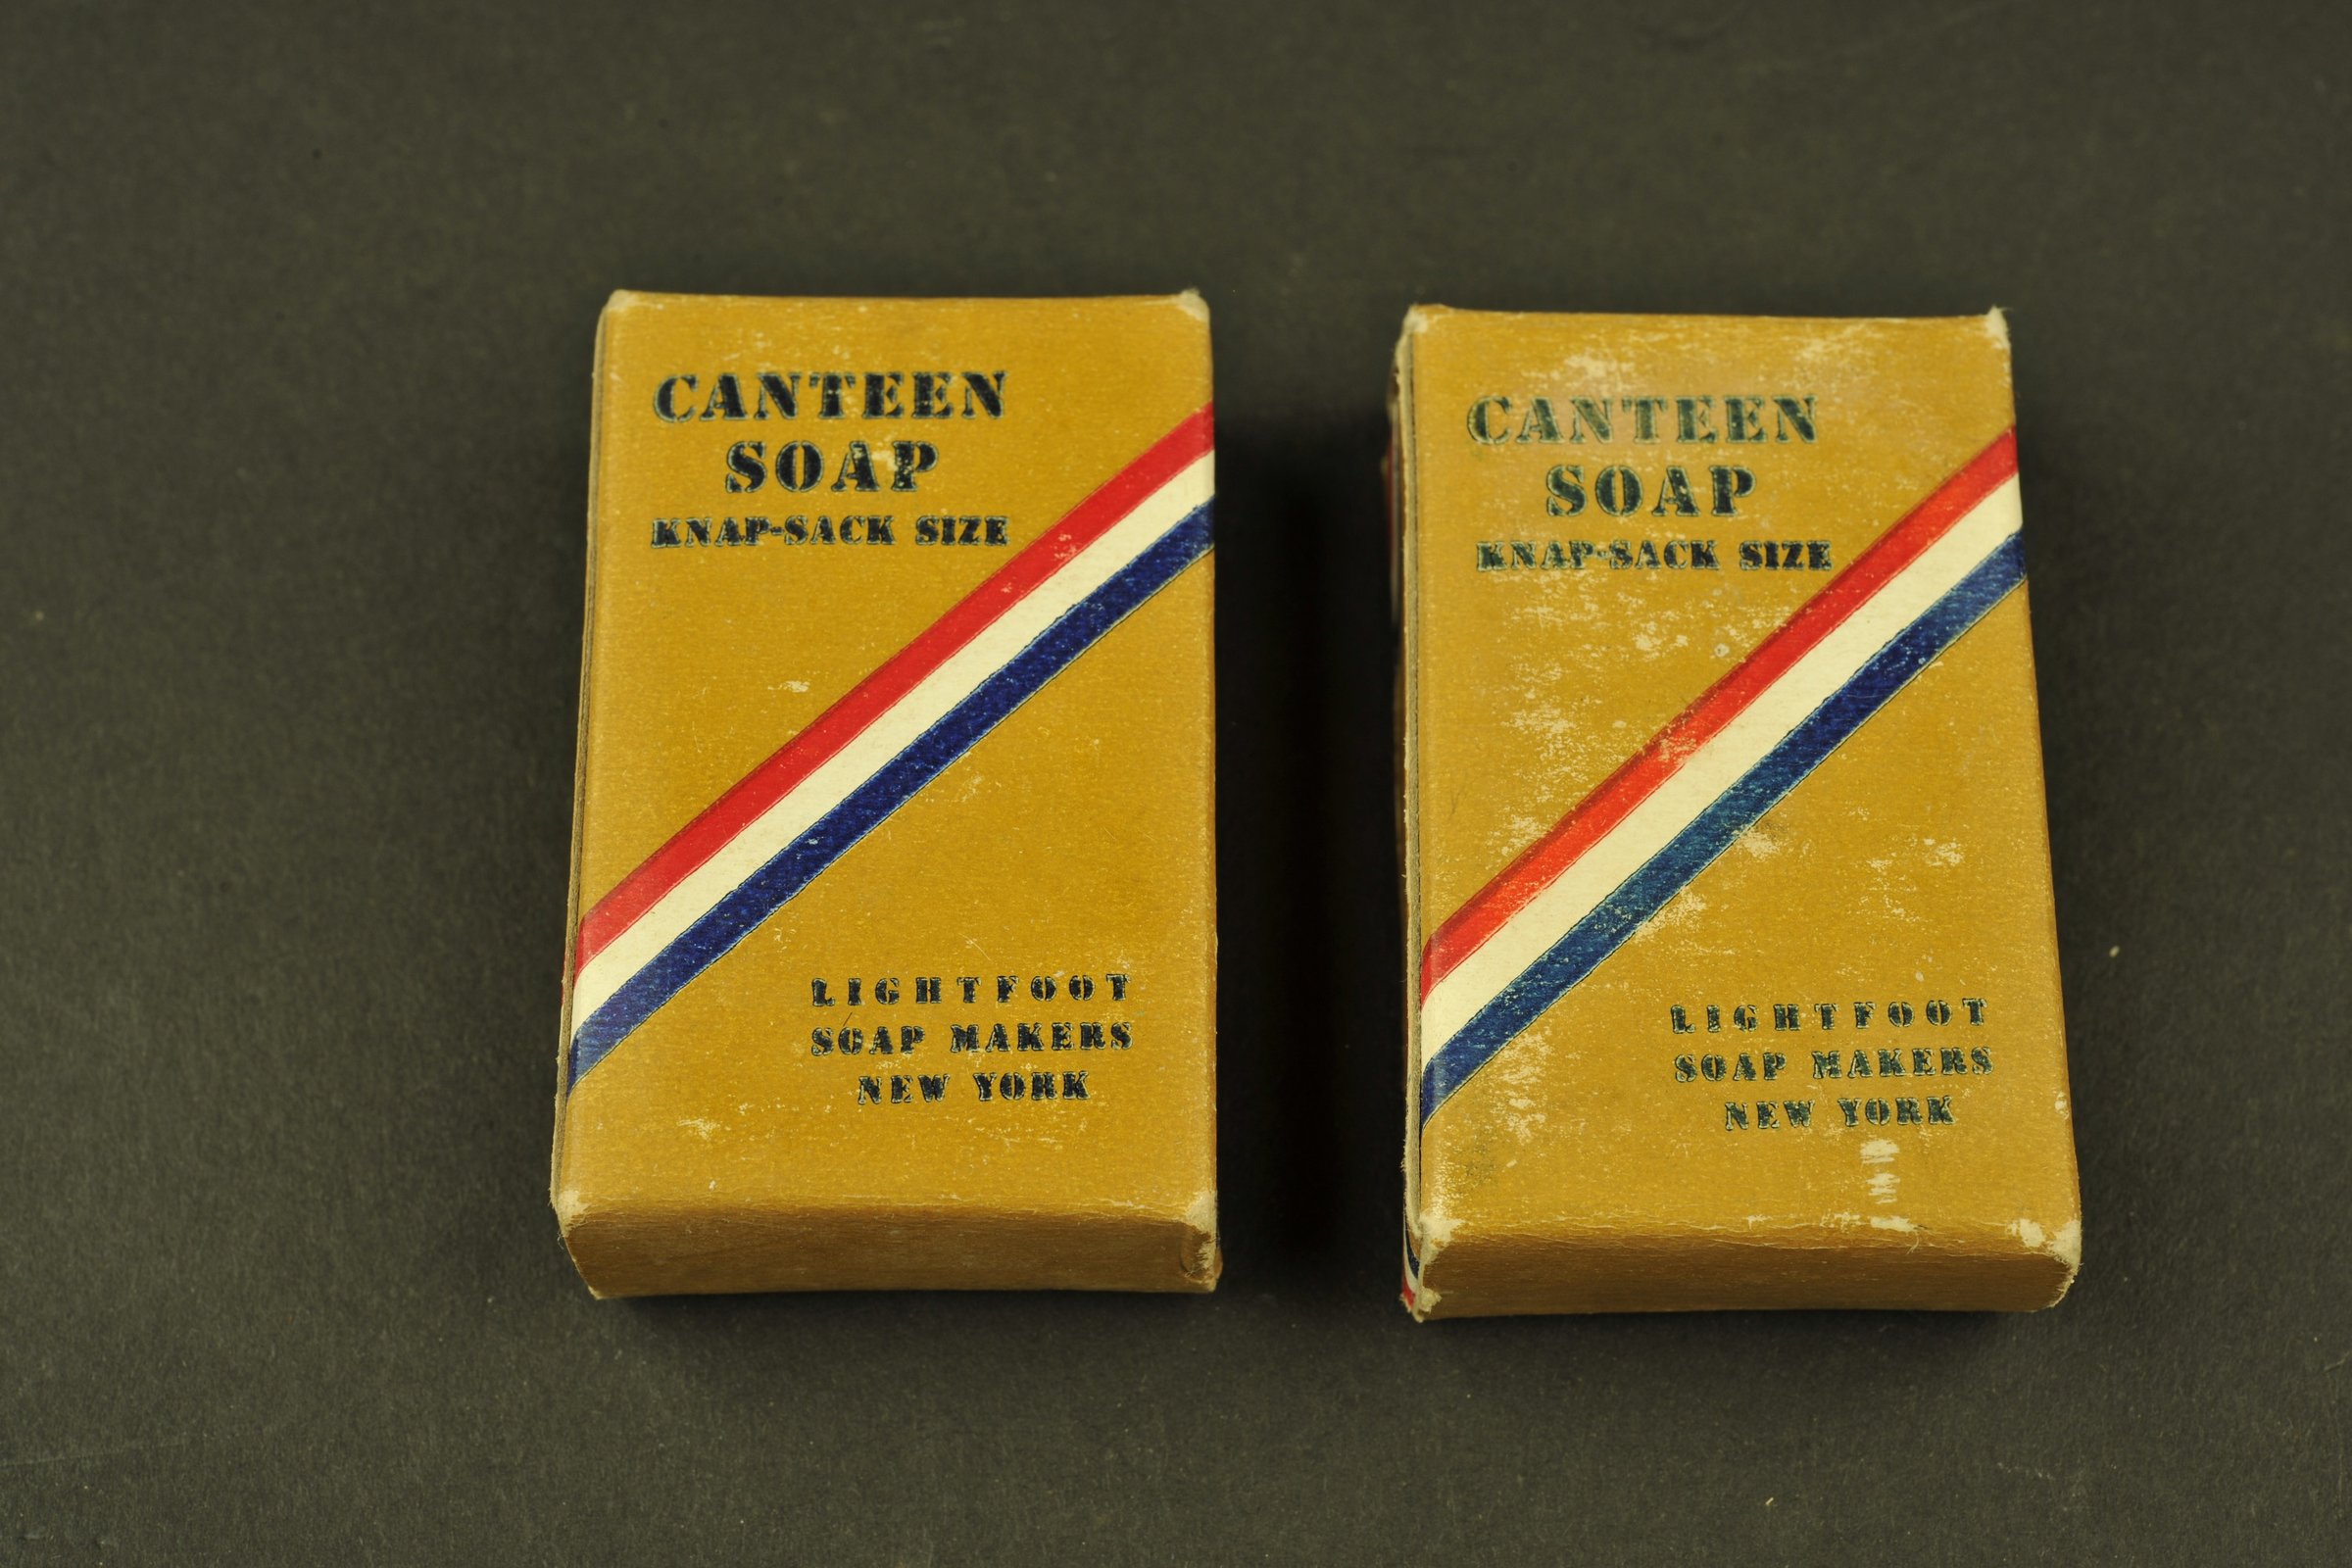 CANTEEN
SOAP
KNAP-SACK SIZE
LIGHTFOOT
SOAP MAKERS
NEW YORK
CANTEEN
SOAP
KNAP-SACK SIZE
LIGHTFOOT
SOAP MAKERS
NEW YORK